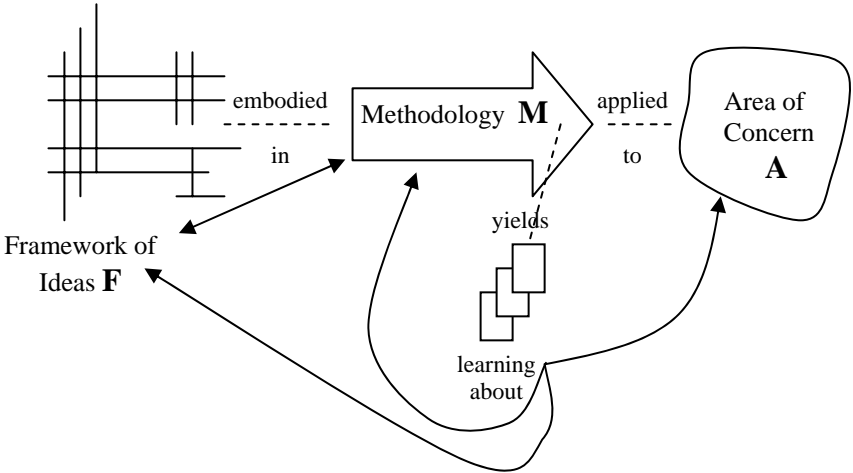 embodied
in
Methodology M
applied
to
Area of
Concern
A
Framework of
Ideas F
yields
learning
about